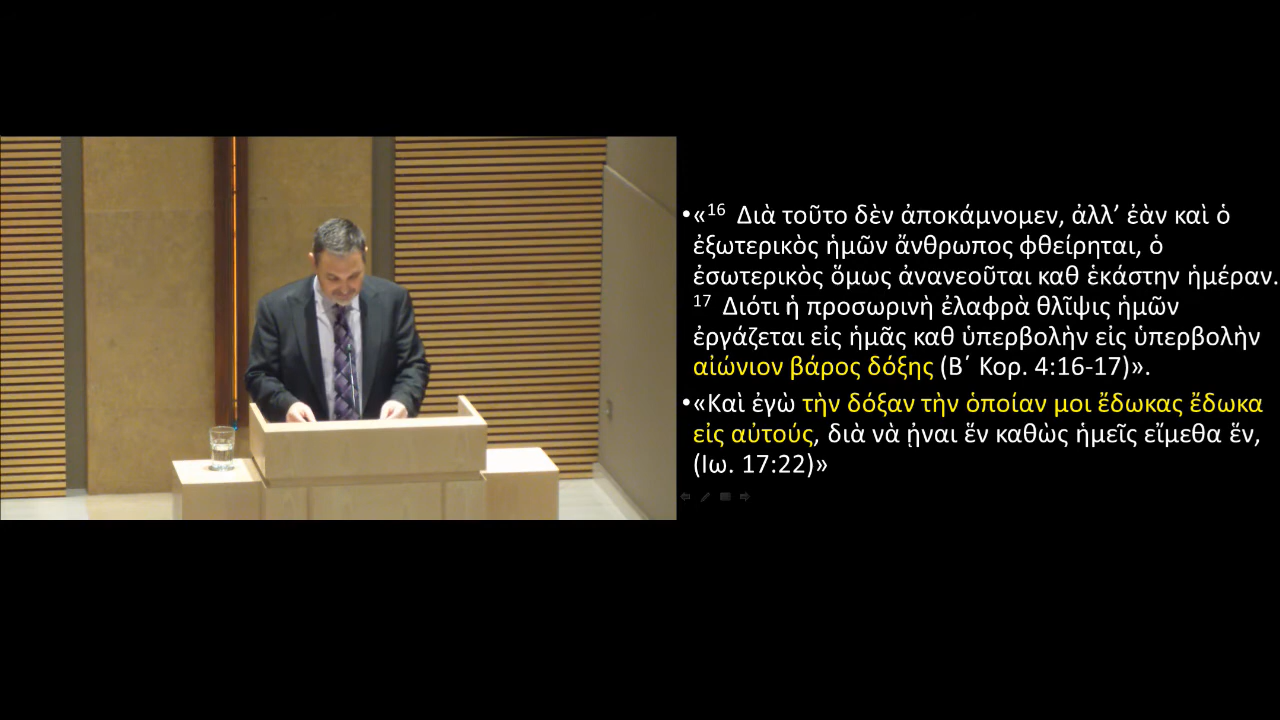 •«16 Διὰ τοῦτο δὲν ἀποκάμνομεν, ἀλλ’ ἐὰν καὶ ὁ
ἐξωτερικὸς ἡμῶν ἄνθρωπος φθείρηται, ὁ
ἐσωτερικὸς ὅμως ἀνανεοῦται καθ ἑκάστην ἡμέραν.
17 Διότι ἡ προσωρινὴ ἐλαφρὰ θλῖψις ἡμῶν
ἐργάζεται εἰς ἡμᾶς καθ ὑπερβολὴν εἰς ὑπερβολὴν
αἰώνιον βάρος δόξης (Β΄ Κορ. 4:16-17)».
•«Καὶ ἐγὼ τὴν δόξαν τὴν ὁποίαν μοι ἔδωκας ἔδωκα
εἰς αὐτούς, διὰ νὰ ᾖναι ἕν καθὼς ἡμεῖς εἴμεθα ἕν,
(Ιω. 17:22)»